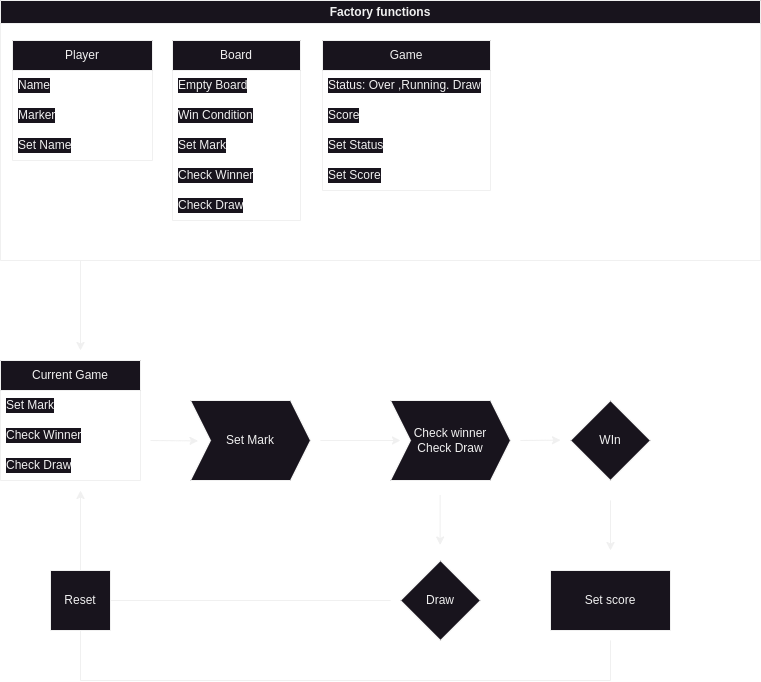 Factory functions
Player
Name
Marker
Set Name
Board
Empty Board
Win Condition
Set Mark
Check Winner
Check Draw
Game
Status: Over ,Running. Draw
Score
Set Status
Set Score
Current Game
Set Mark
Check Winner
Check Draw
Set Mark
Check winner
Check Draw
WIn
Reset
Draw
Set score